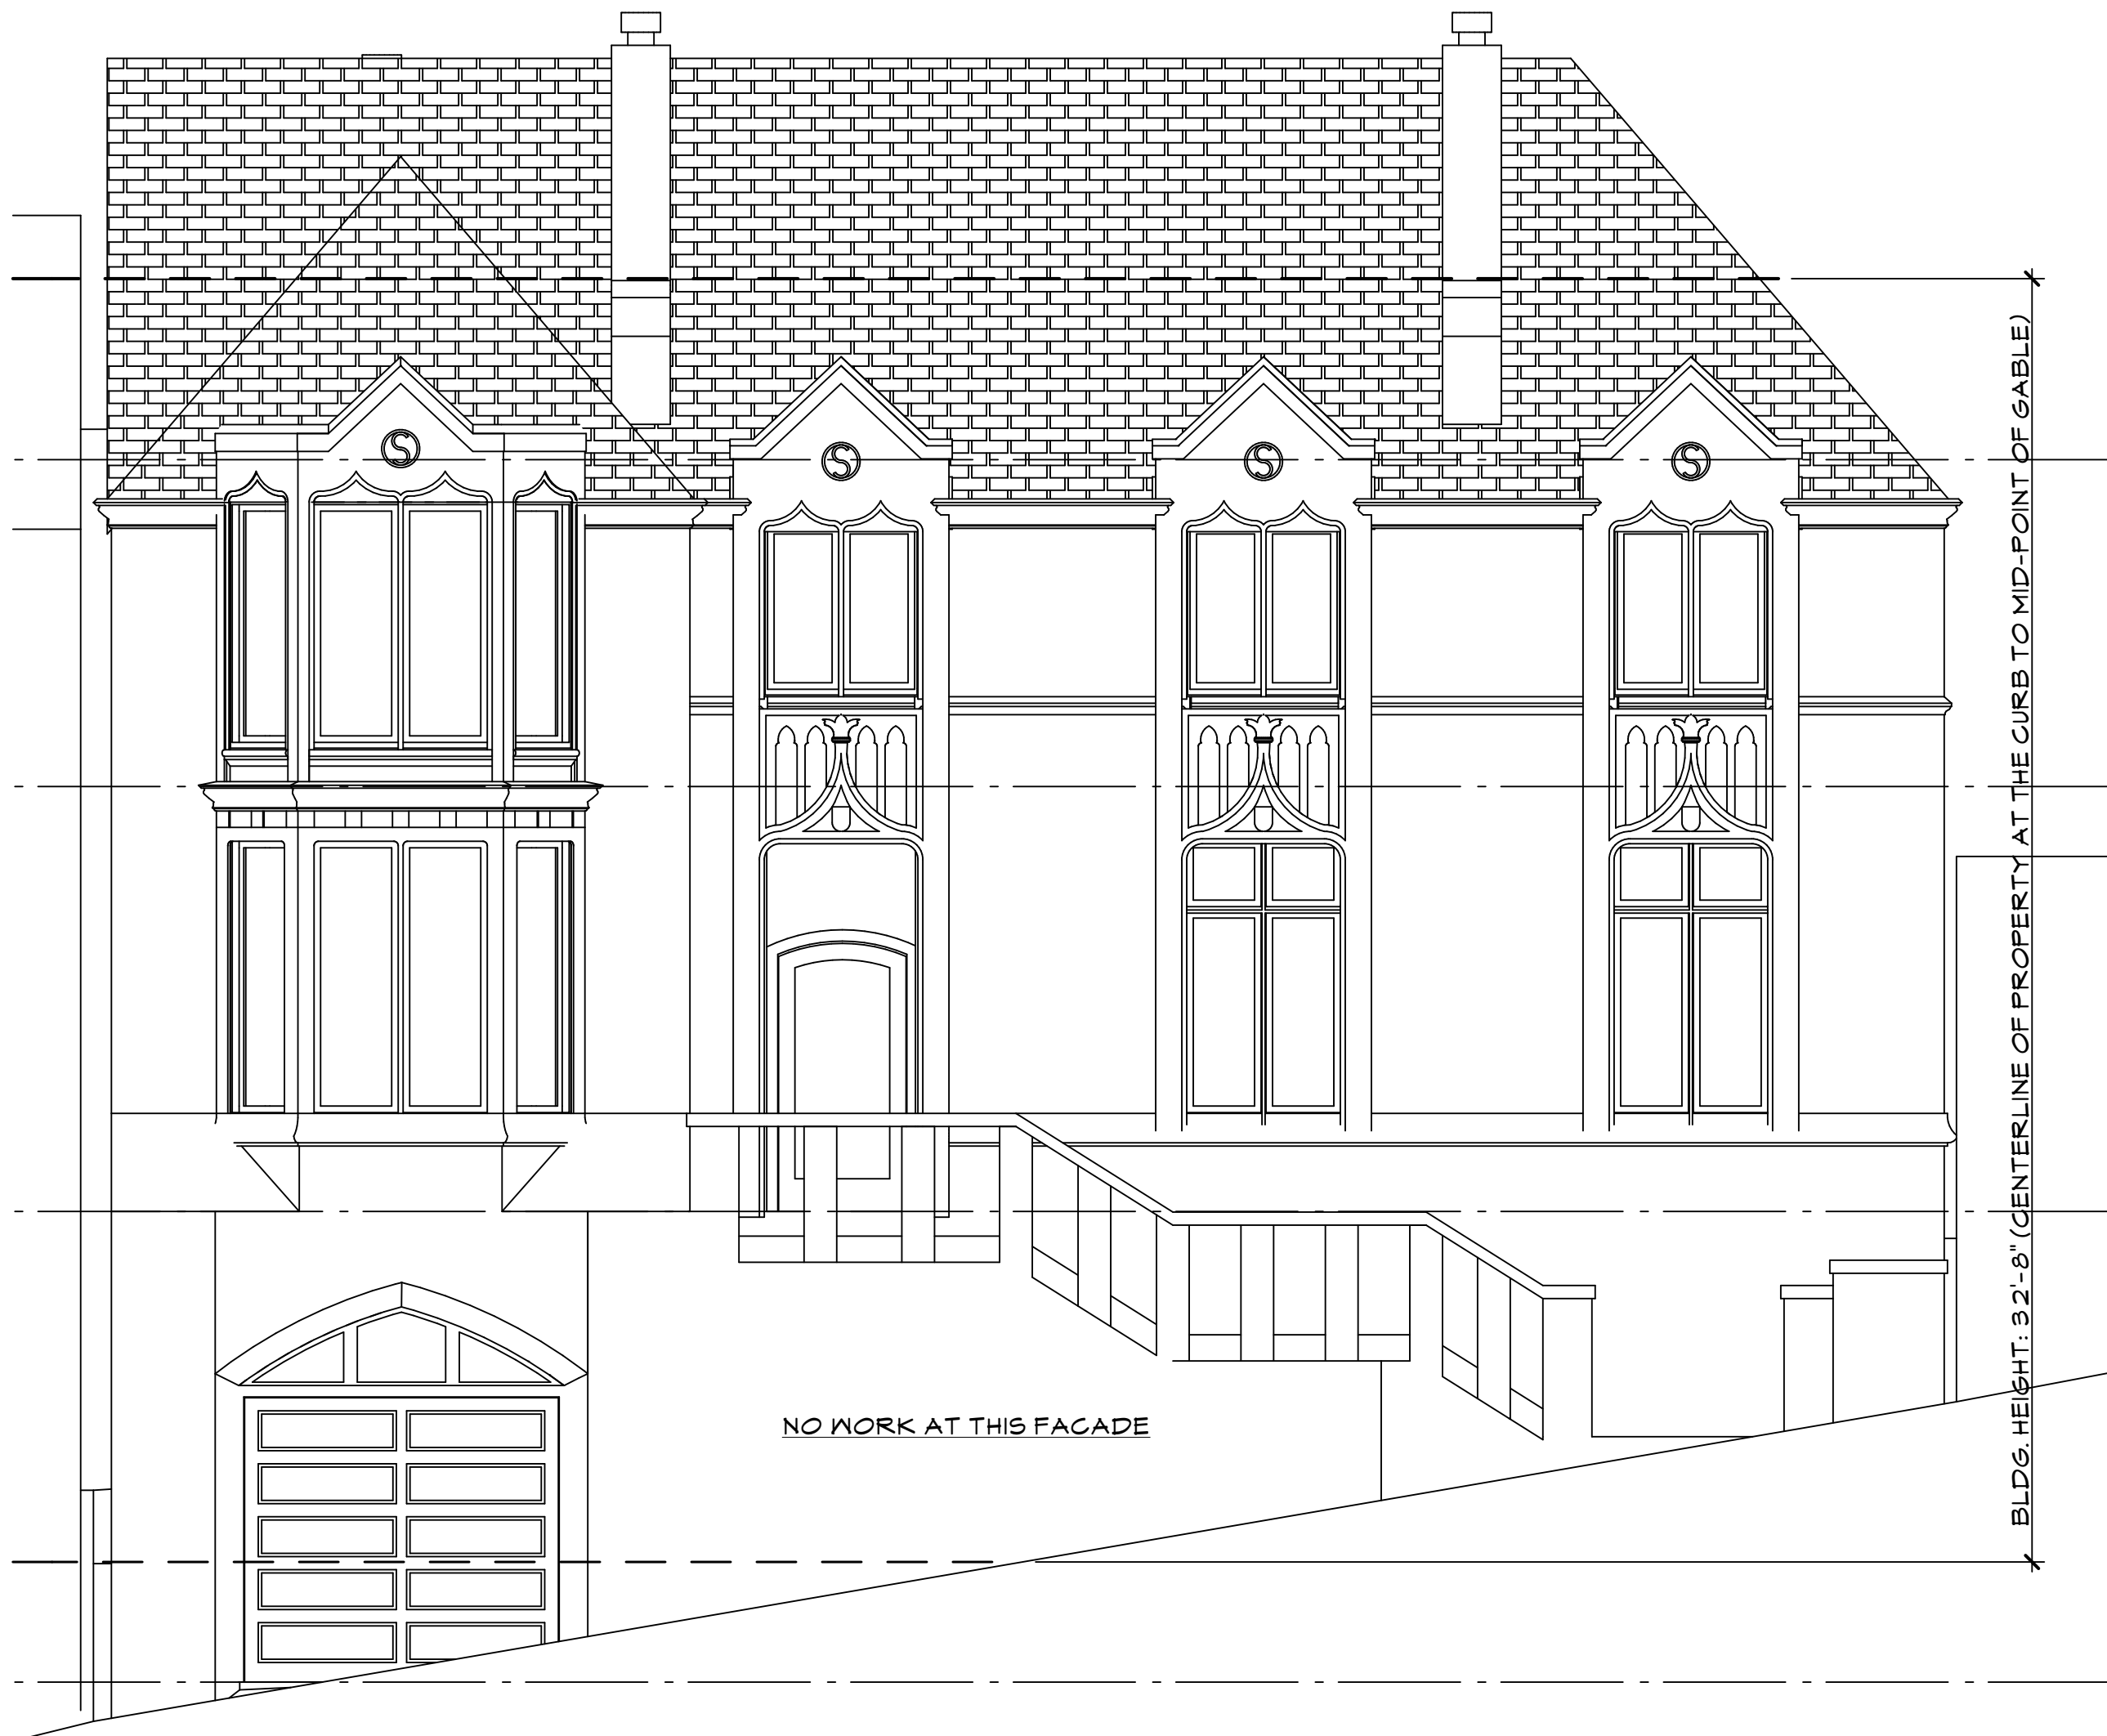 S
S
S
S
BLDG. HEIGHT: 32'-8" (CENTERLINE OF PROPERTY AT THE CURB TO MID-POINT OF GABLE)
NO WORK AT THIS FACADE